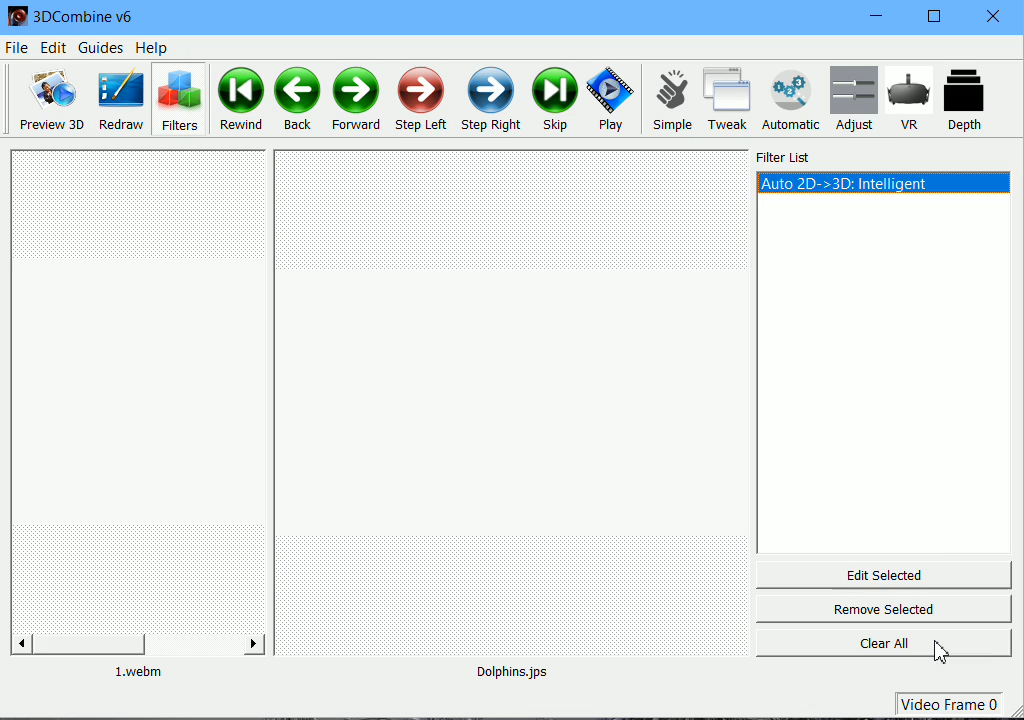 3DCombine v6
File Edit Guides Help
Preview 3D Redraw Filters Rewind Back Forward Step Left Step Right Skip Play Simple Tweak Automatic Adjust VR Depth
Filter List
Auto 2D->3D: Intelligent
Edit Selected
Remove Selected
Clear All
1.webm Dolphins.jps
Video Frame 0